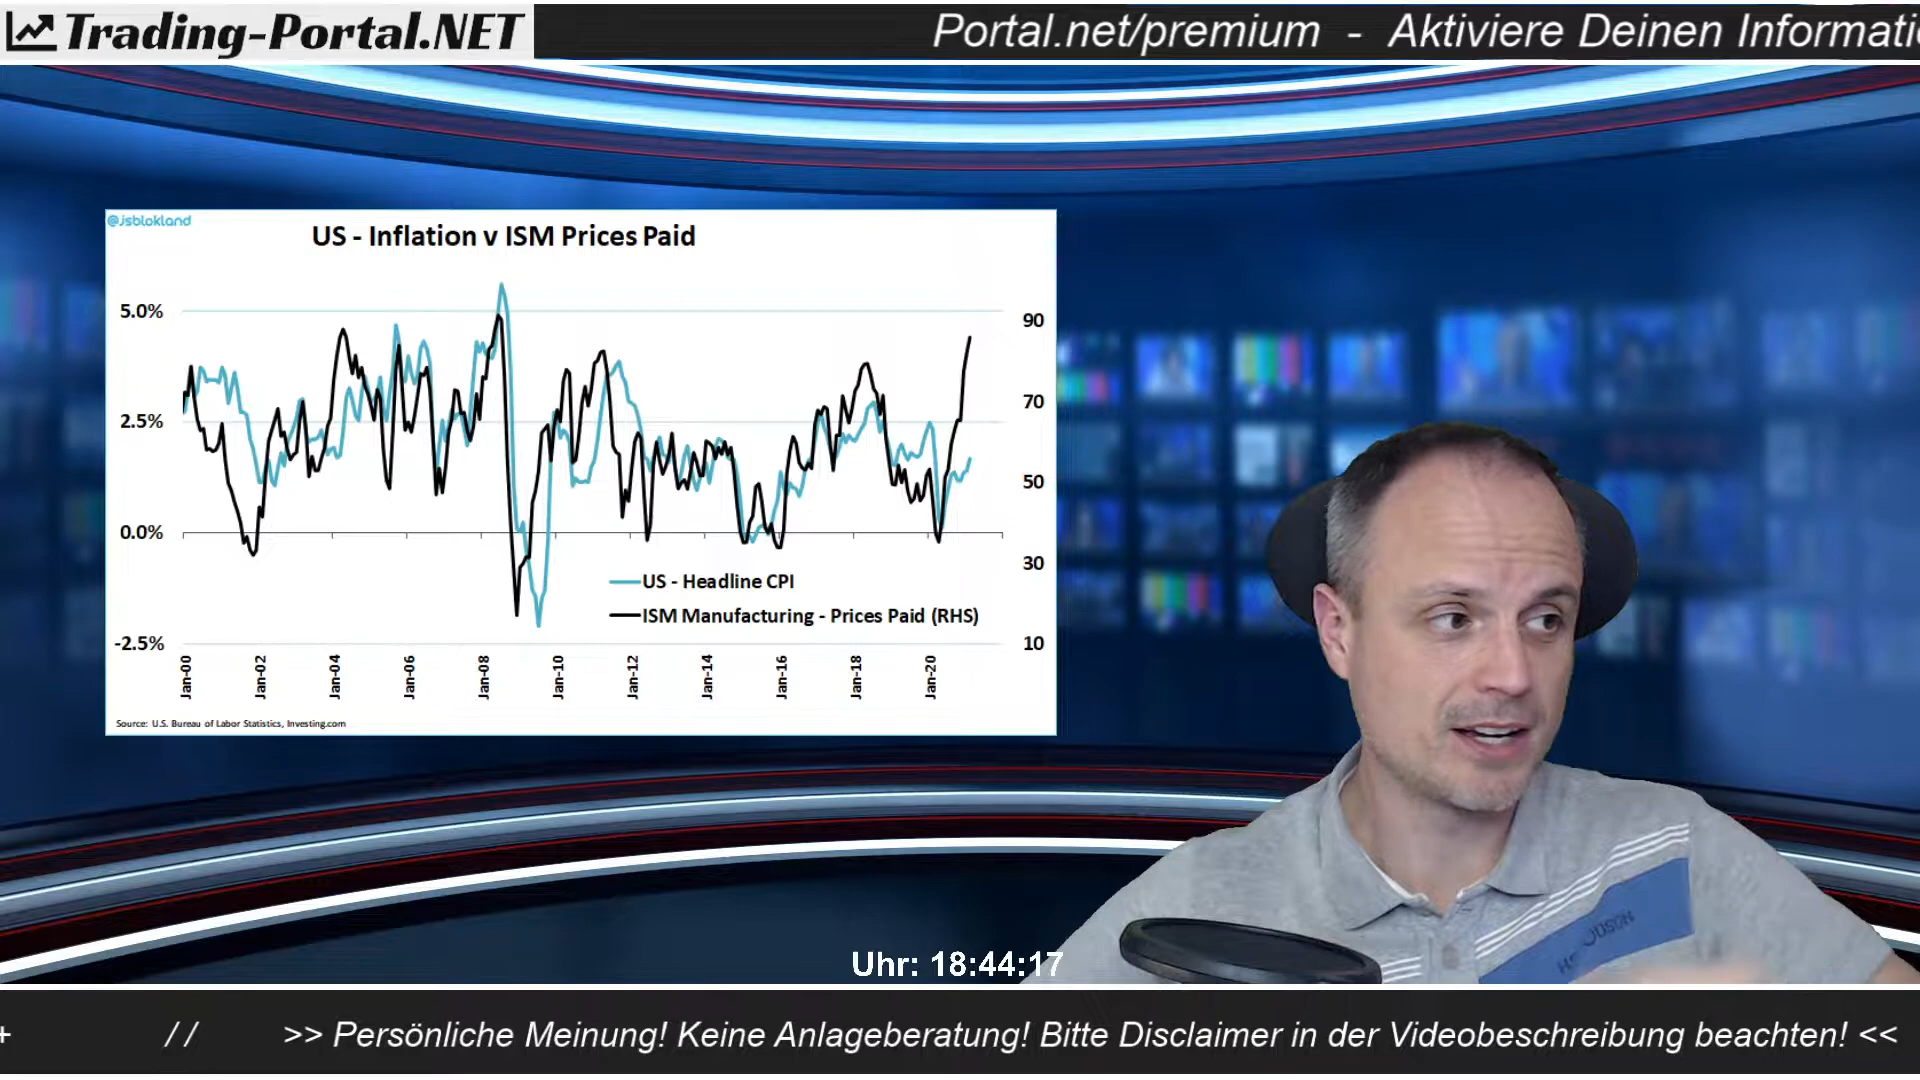 Trading-Portal.NET
Portal.net/premium - Aktiviere Deinen Informati
@jsblokland
US - Inflation v ISM Prices Paid
5.0%
2.5%
0.0%
-2.5%
90
70
50
30
10
US - Headline CPI
ISM Manufacturing - Prices Paid (RHS)
Jan-00
Jan-02
Jan-04
Jan-06
Jan-08
Jan-10
Jan-12
Jan-14
Jan-16
Jan-18
Jan-20
Source: U.S. Bureau of Labor Statistics, Investing.com
Uhr: 18:44:17
+ // >> Persönliche Meinung! Keine Anlageberatung! Bitte Disclaimer in der Videobeschreibung beachten! <<